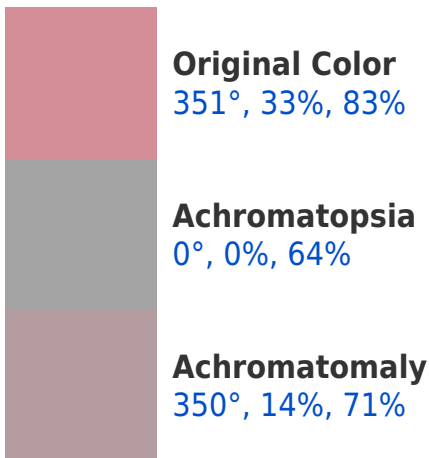 Original Color
351°, 33%, 83%
Achromatopsia
0°, 0%, 64%
Achromatomaly
350°, 14%, 71%